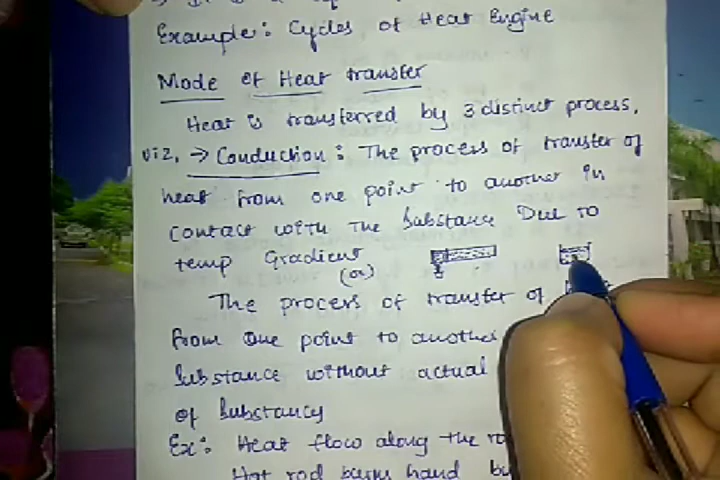 Example: Cycles of Heat Engine
Mode of Heat transfer
Heat is transferred by 3 distinct process,
viz, → Conduction: The process of transfer of
heat from one point to another in
contact with the Substance Due to
temp Gradient
(or)
The process of transfer of
from one point to another
Substance without actual
of Substances
Ex: Heat flow along the
Hot rod burns hand